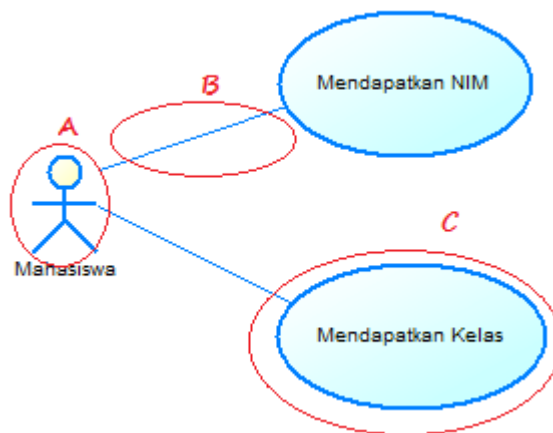 Mendapatkan NIM
B
A
Mahasiswa
C
Mendapatkan Kelas